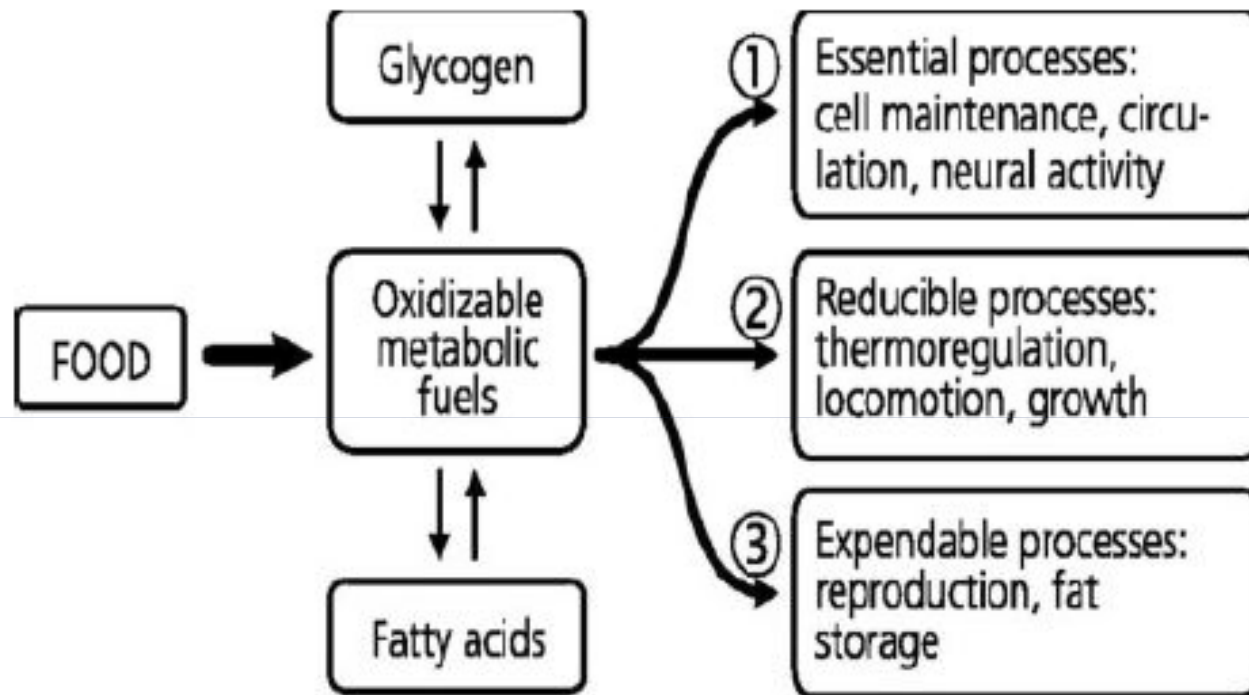 Glycogen
①
Essential processes:
cell maintenance, circu-
lation, neural activity
FOOD
Oxidizable
metabolic
fuels
②
Reducible processes:
thermoregulation,
locomotion, growth
③
Expendable processes:
reproduction, fat
storage
Fatty acids